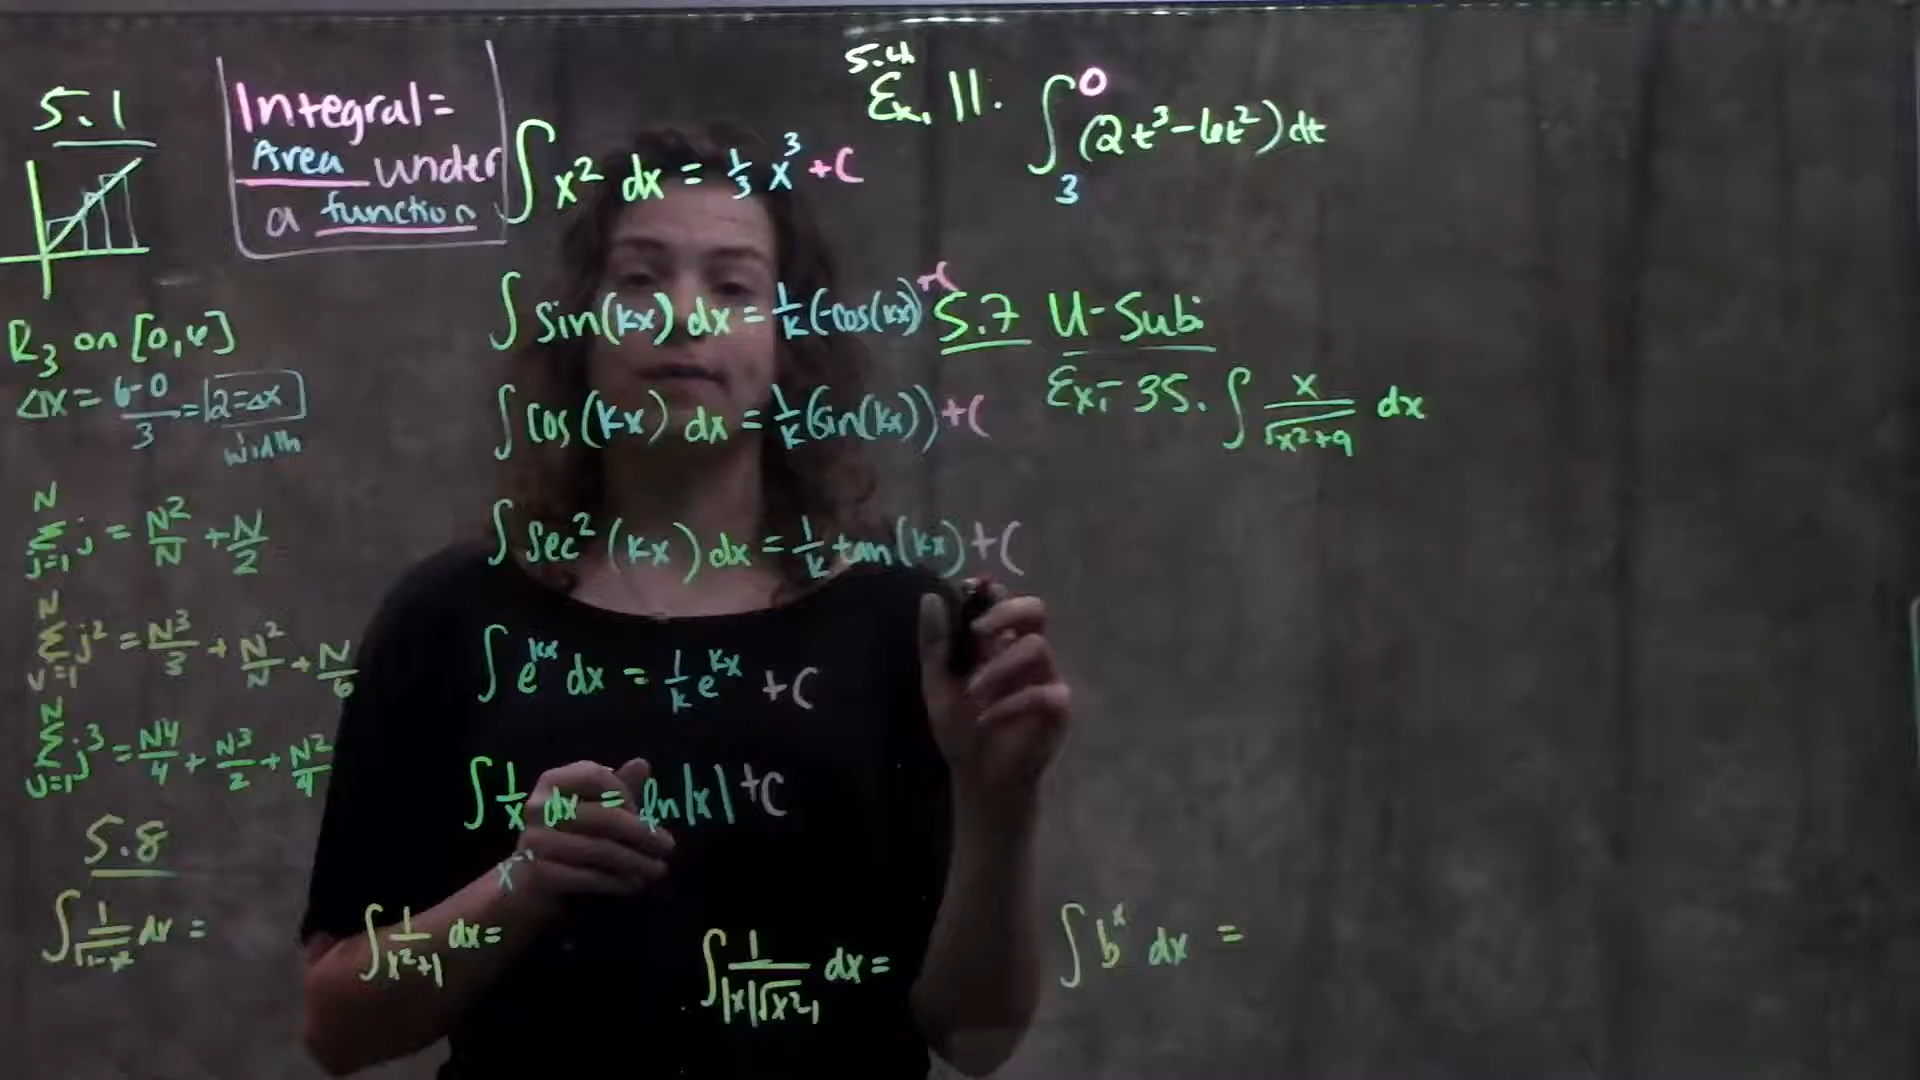 5.1
Integral =
Area under
a function
R₃ on [0,6]
Δx = 6-0/3 = 2 = Δx
width
N Σ j=1 j = N²/N + N/2
N Σ j=1 j² = N³/3 + N²/N + N/6
N Σ j=1 j³ = N4/4 + N³/2 + N²/4
∫ x² dx = 1/3 x³ +C
∫ sin(kx) dx = 1/k (-cos(kx)) +C
∫ cos(kx) dx = 1/k (sin(kx)) +C
∫ sec² (kx) dx = 1/k tan(kx) +C
∫ e^kx dx = 1/k e^kx +C
∫ 1/x dx = ln|x| +C
x⁻¹
5.4
Ex. 11. ∫₃⁰ (2t³-6t²) dt
5.7 U-Sub:
Ex: 35. ∫ x/√x²+9 dx
5.8
∫ 1/√1-x² dx =
∫ 1/x²+1 dx =
∫ 1/|x|√x²-1 dx =
∫ bˣ dx =